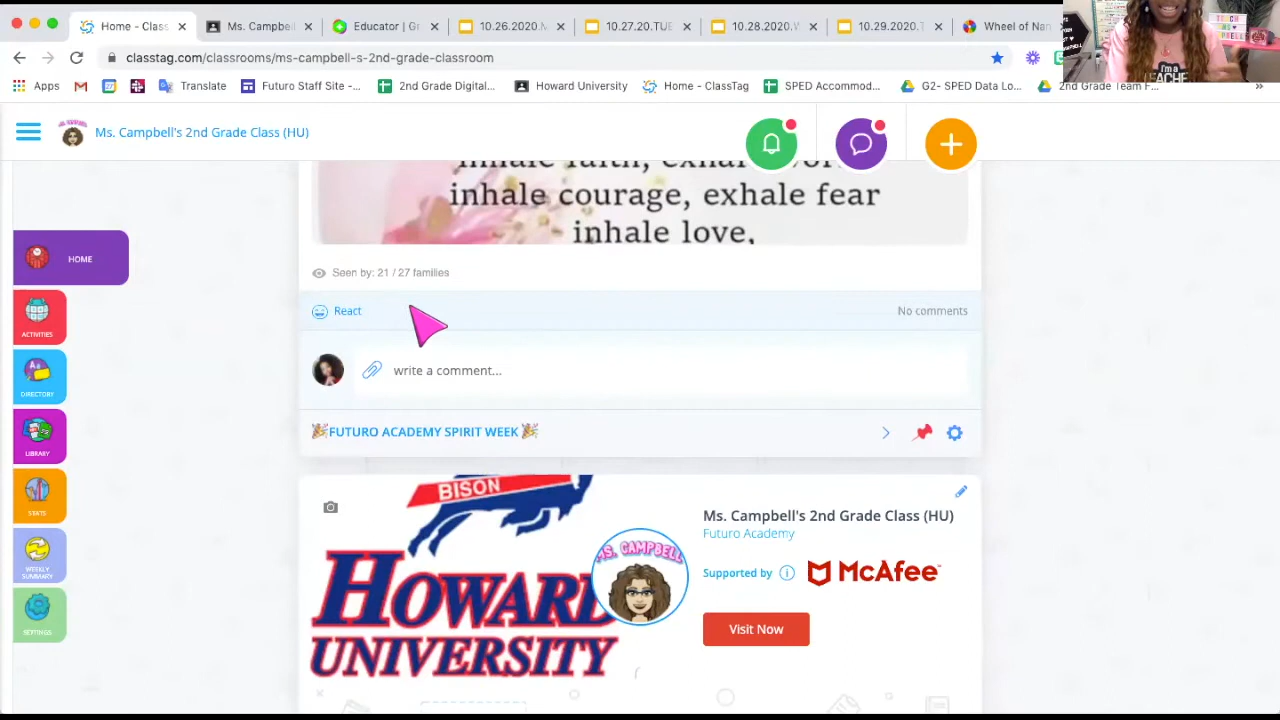 Home - Class
Ms. Campbell
Educator
10.26.2020.
10.27.20.TUE
10.28.2020.
10.29.2020.
Wheel of Nam
classtag.com/classrooms/ms-campbell-s-2nd-grade-classroom
Apps
Translate
Futuro Staff Site -...
2nd Grade Digital...
Howard University
Home - ClassTag
SPED Accommod...
G2- SPED Data Lo...
2nd Grade Team F...
I'm a
TEACHER
Ms. Campbell's 2nd Grade Class (HU)
inhale courage, exhale fear
inhale love,
HOME
ACTIVITIES
DIRECTORY
LIBRARY
STATS
WEEKLY
SUMMARY
SETTINGS
Seen by: 21 / 27 families
React
No comments
write a comment...
FUTURO ACADEMY SPIRIT WEEK
BISON
HOWARD
UNIVERSITY
MS. CAMPBELL
Ms. Campbell's 2nd Grade Class (HU)
Futuro Academy
Supported by
McAfee
Visit Now